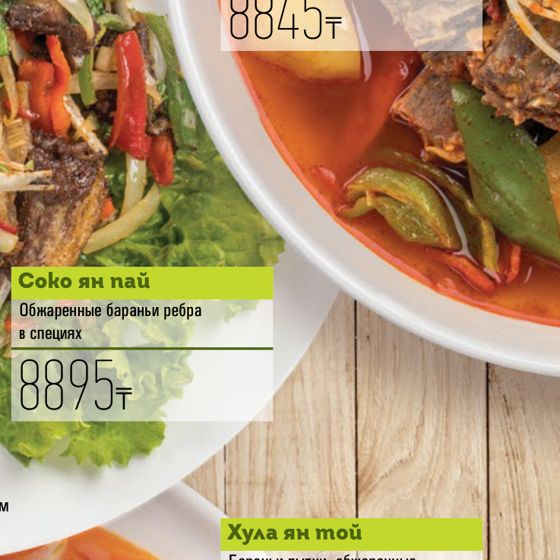 8845₸
Соко ян пай
Обжаренные бараньи ребра
в специях
8895₸
м
Хула ян той